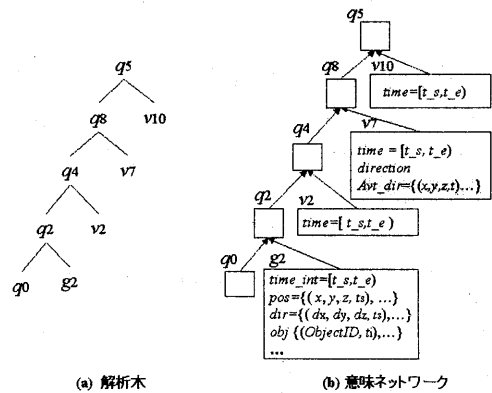 q5
v10
q8
v7
q4
v2
q2
q0
g2
(a) 解析木
q5
v10
time=[t_s,t_e)
q8
v7
time = [t_s, t_e)
direction
Avt_dir={(x,y,z,t)...}
q4
v2
time=[ t_s,t_e )
q2
g2
q0
time_int=[t_s,t_e)
pos={( x, y, z, ts), ...}
dir={( dx, dy, dz, ts),...}
obj {(ObjectID, ti),...}
...
(b) 意味ネットワーク